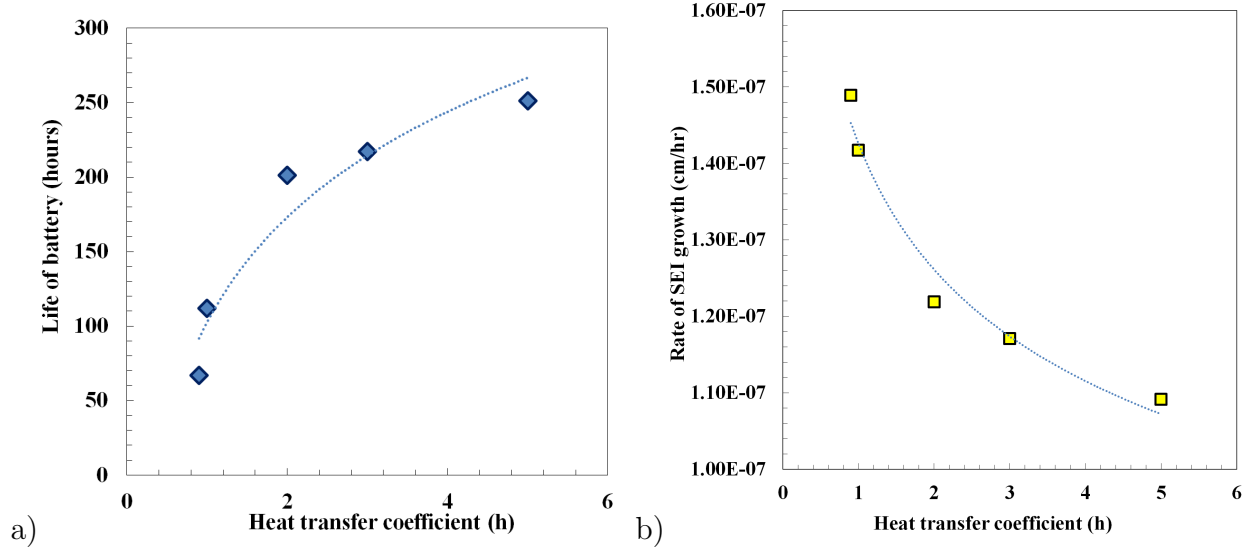 300
250
200
150
100
50
0
Life of battery (hours)
0
2
4
6
Heat transfer coefficient (h)
a)
1.60E-07
1.50E-07
1.40E-07
1.30E-07
1.20E-07
1.10E-07
1.00E-07
Rate of SEI growth (cm/hr)
0
1
2
3
4
5
6
Heat transfer coefficient (h)
b)